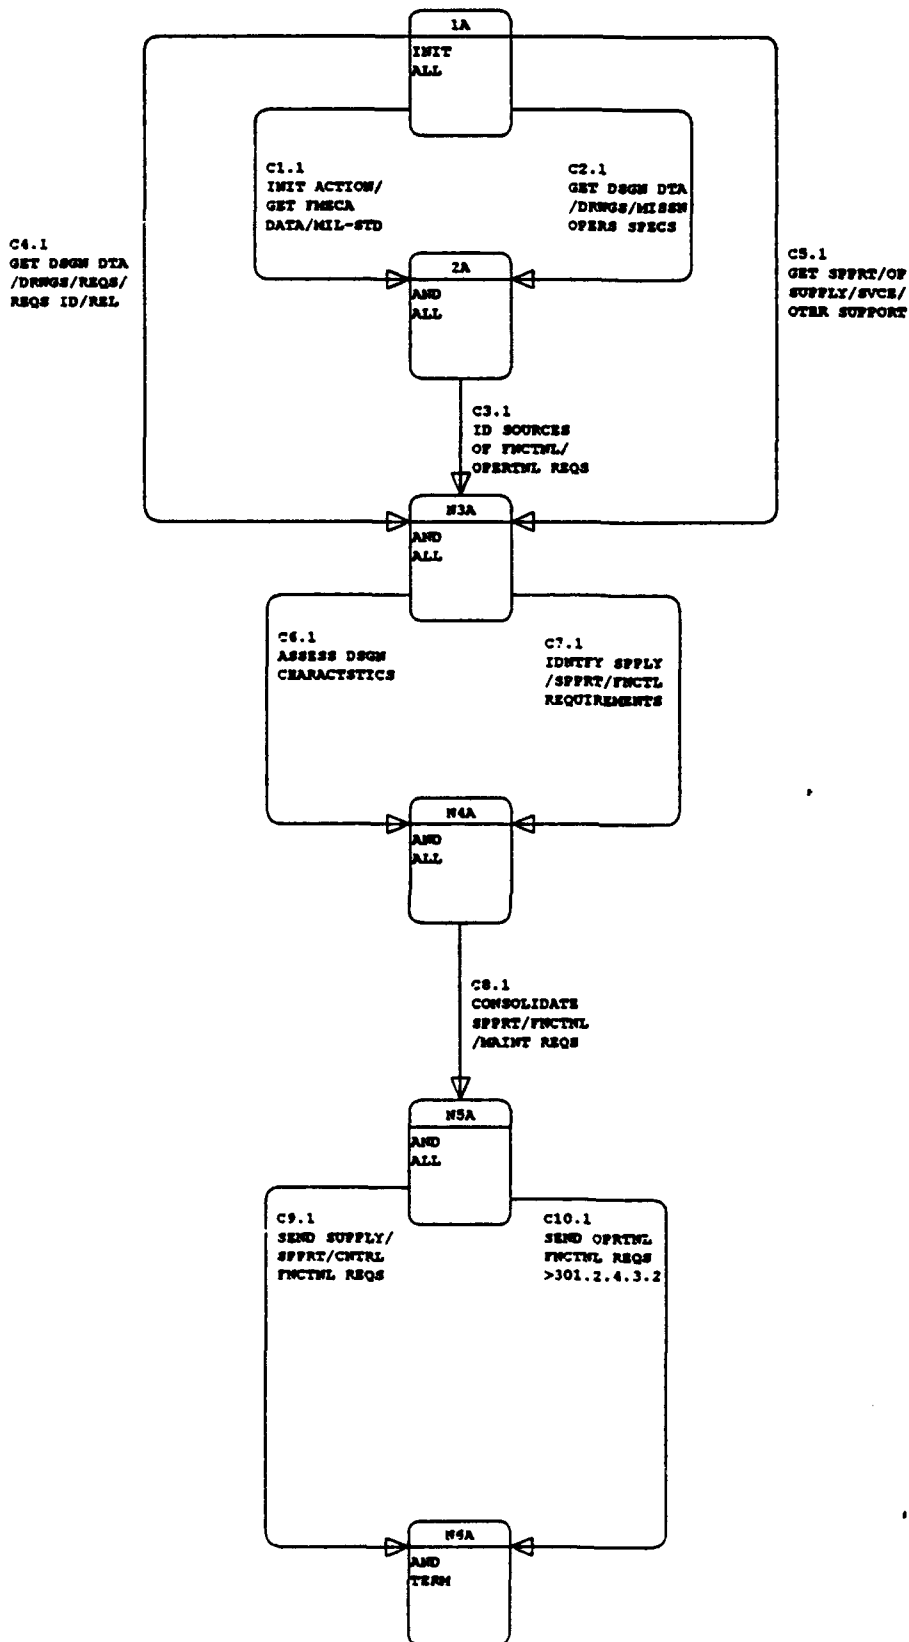 1A
INIT
ALL
C1.1
INIT ACTION/
GET FMECA
DATA/MIL-STD
C2.1
GET DSGN DTA
/DRNGS/MISSN
OPERS SPECS
C4.1
GET DSGN DTA
/DRNGS/REQS/
REQS ID/REL
C5.1
GET SPPRT/OP
SUPPLY/SVCE/
OTER SUPPORT
2A
AND
ALL
C3.1
ID SOURCES
OF FNCTNL/
OPERTNL REQS
N3A
AND
ALL
C6.1
ASSESS DSGN
CHARACTSTICS
C7.1
IDNTFY SPPLY
/SPPRT/FNCTL
REQUIREMENTS
N4A
AND
ALL
C8.1
CONSOLIDATE
SPPRT/FNCTNL
/MAINT REQS
N5A
AND
ALL
C9.1
SEND SUPPLY/
SPPRT/CNTRL
FNCTNL REQS
C10.1
SEND OPRTNL
FNCTNL REQS
>301.2.4.3.2
N6A
AND
TERM